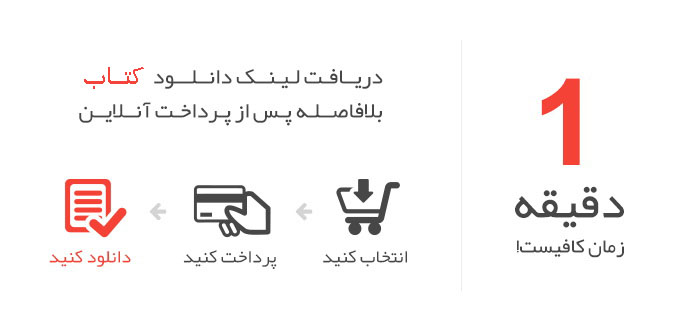 1
دقیقه
زمان کافیست!
دریافت لینک دانلود کتاب
بلافاصله پس از پرداخت آنلاین
انتخاب کنید
پرداخت کنید
دانلود کنید